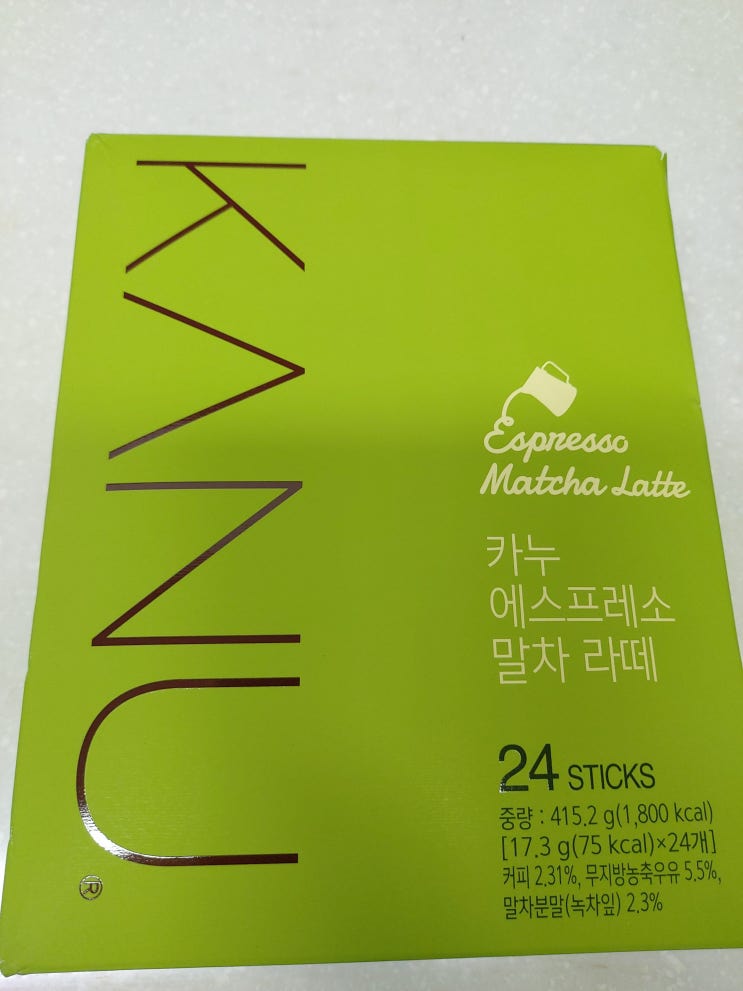 KANU
®
Espresso
Matcha Latte
카누
에스프레소
말차 라떼
24 STICKS
중량 : 415.2 g(1,800 kcal)
[17.3 g(75 kcal)×24개]
커피 2.31%, 무지방농축우유 5.5%,
말차분말(녹차잎) 2.3%